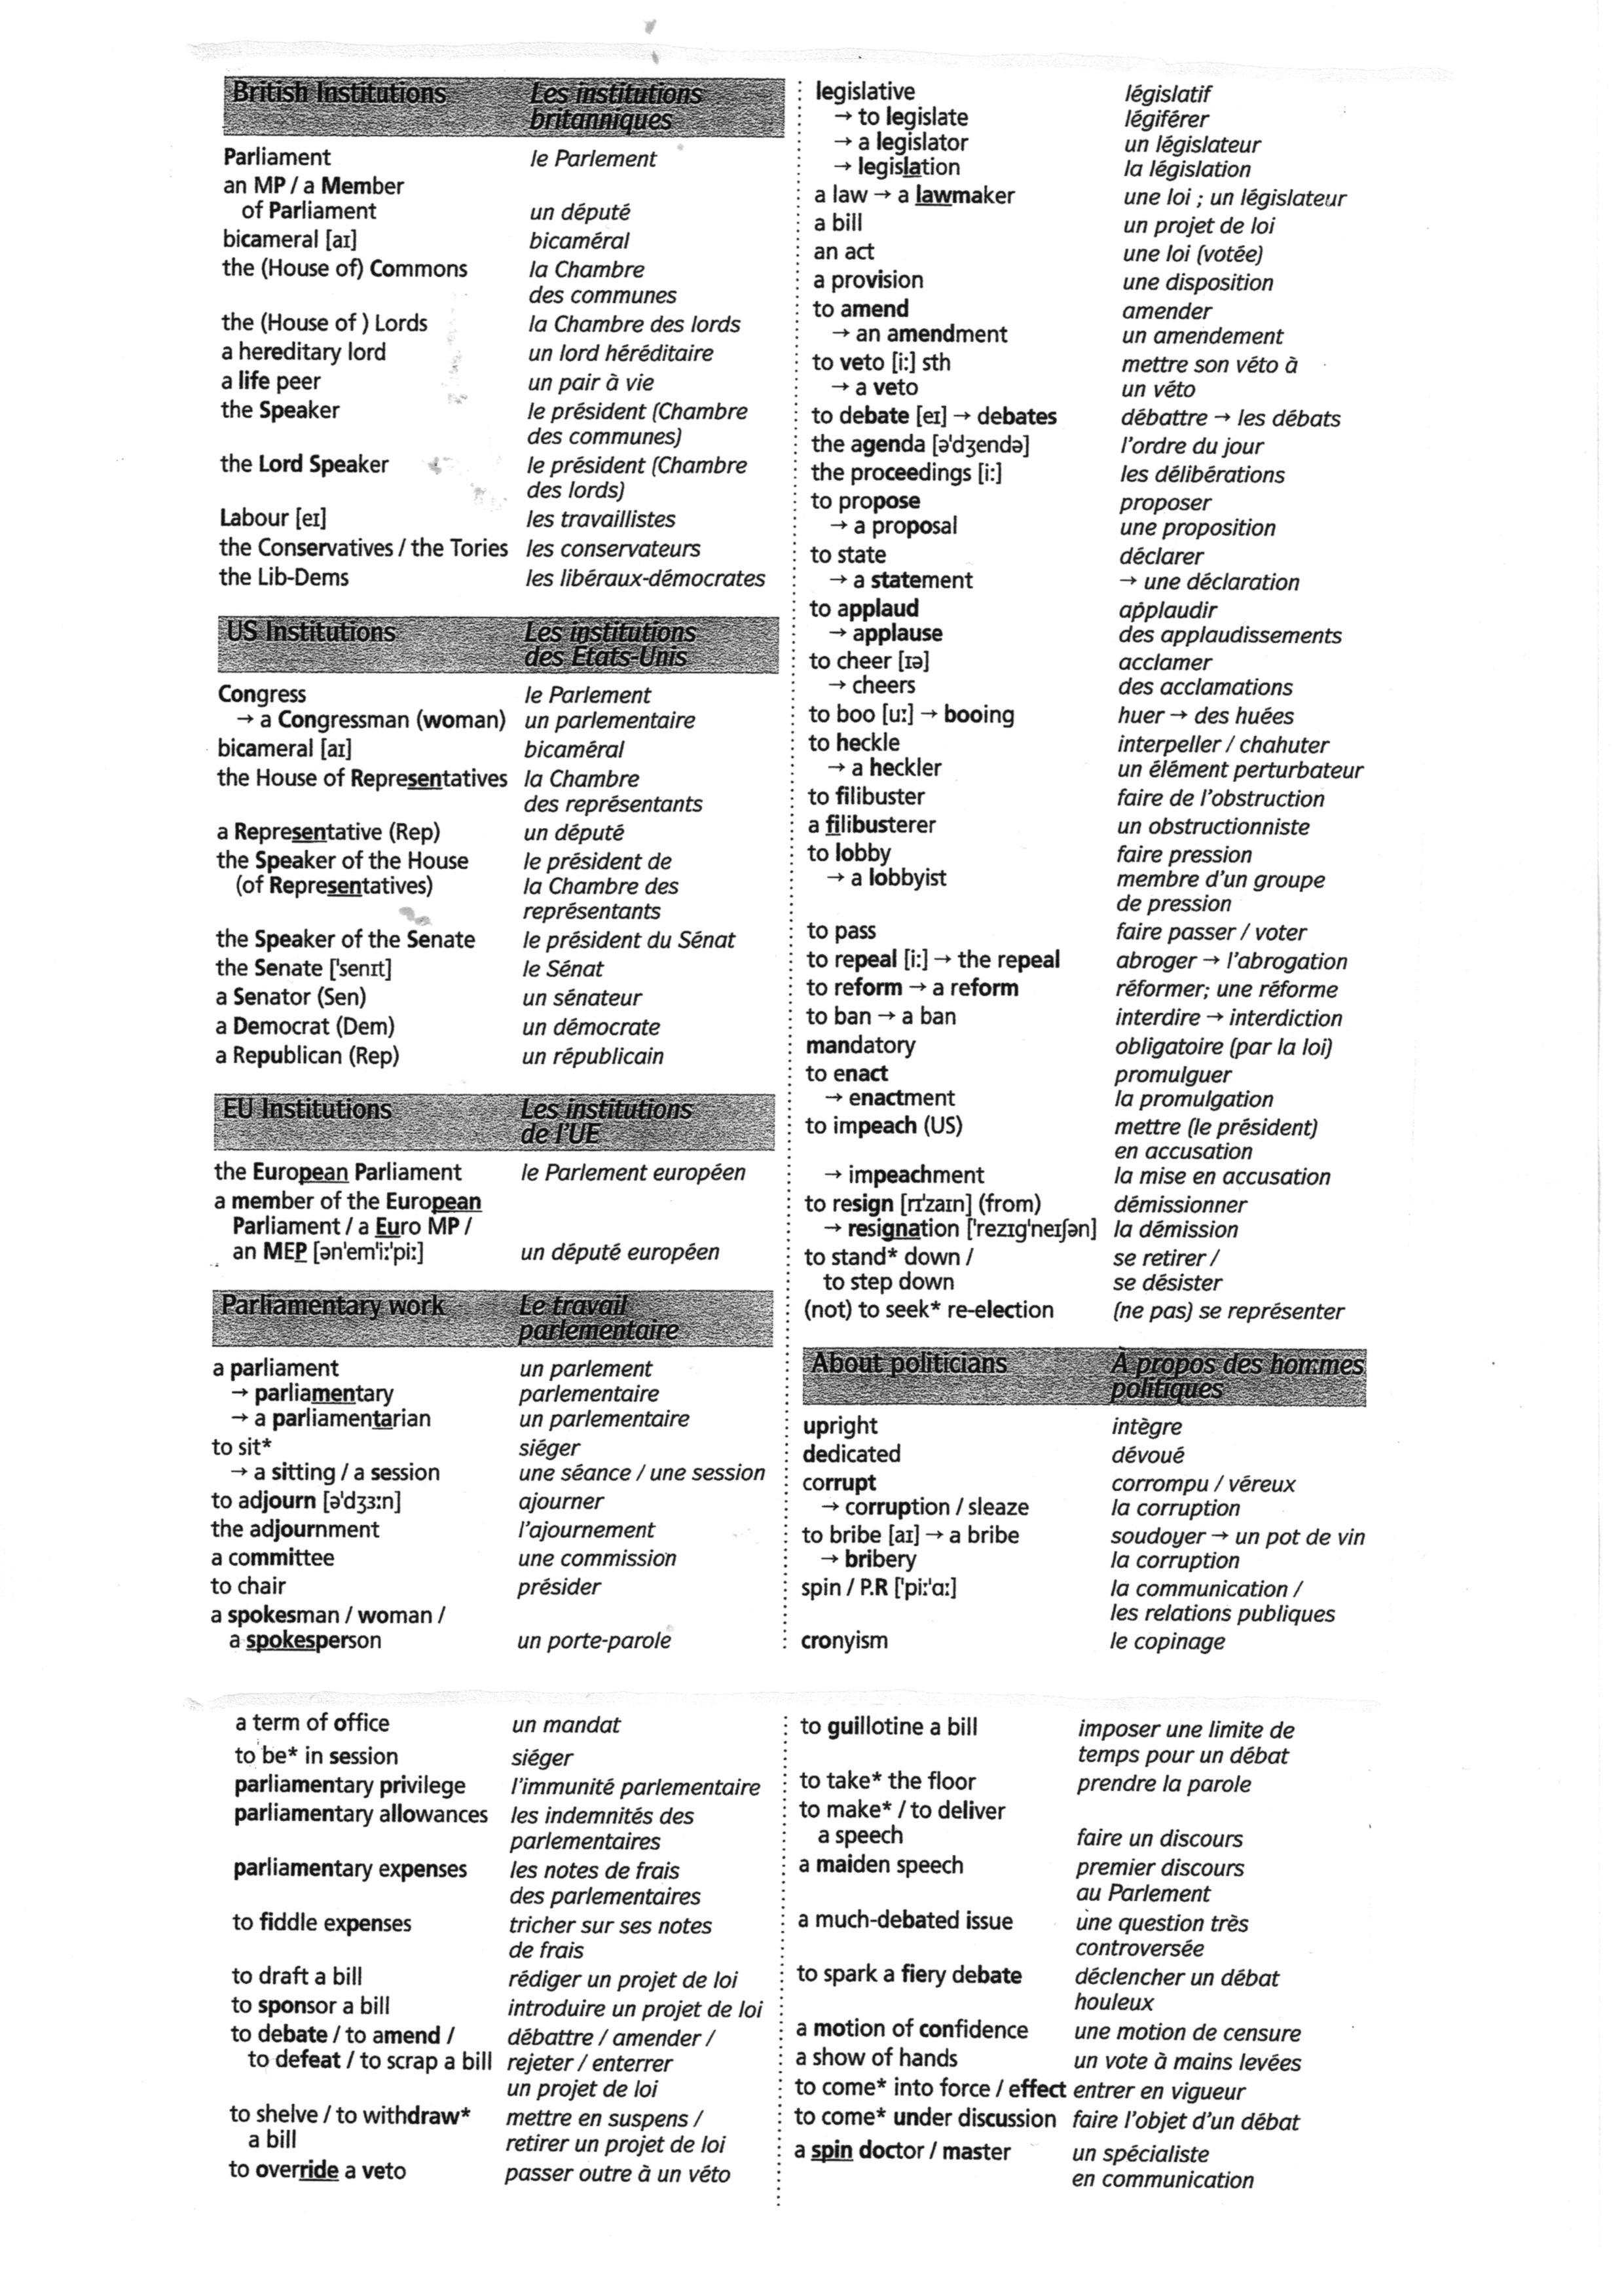 British Institutions Les institutions
britanniques
Parliament le Parlement
an MP / a Member
of Parliament un député
bicameral [aɪ] bicaméral
the (House of) Commons la Chambre
des communes
the (House of ) Lords la Chambre des lords
a hereditary lord un lord héréditaire
a life peer un pair à vie
the Speaker le président (Chambre
des communes)
the Lord Speaker le président (Chambre
des lords)
Labour [eɪ] les travaillistes
the Conservatives / the Tories les conservateurs
the Lib-Dems les libéraux-démocrates
US Institutions Les institutions
des États-Unis
Congress le Parlement
→ a Congressman (woman) un parlementaire
bicameral [aɪ] bicaméral
the House of Representatives la Chambre
des représentants
a Representative (Rep) un député
the Speaker of the House le président de
(of Representatives) la Chambre des
représentants
the Speaker of the Senate le président du Sénat
the Senate ['senɪt] le Sénat
a Senator (Sen) un sénateur
a Democrat (Dem) un démocrate
a Republican (Rep) un républicain
EU Institutions Les institutions
de l'UE
the European Parliament le Parlement européen
a member of the European
Parliament / a Euro MP /
an MEP [ən'em'iː'piː] un député européen
Parliamentary work Le travail
parlementaire
a parliament un parlement
→ parliamentary parlementaire
→ a parliamentarian un parlementaire
to sit* siéger
→ a sitting / a session une séance / une session
to adjourn [ə'dʒɜːn] ajourner
the adjournment l'ajournement
a committee une commission
to chair présider
a spokesman / woman /
a spokesperson un porte-parole
legislative législatif
→ to legislate légiférer
→ a legislator un législateur
→ legislation la législation
a law → a lawmaker une loi ; un législateur
a bill un projet de loi
an act une loi (votée)
a provision une disposition
to amend amender
→ an amendment un amendement
to veto [iː] sth mettre son véto à
→ a veto un véto
to debate [eɪ] → debates débattre → les débats
the agenda [ə'dʒendə] l'ordre du jour
the proceedings [iː] les délibérations
to propose proposer
→ a proposal une proposition
to state déclarer
→ a statement → une déclaration
to applaud applaudir
→ applause des applaudissements
to cheer [ɪə] acclamer
→ cheers des acclamations
to boo [uː] → booing huer → des huées
to heckle interpeller / chahuter
→ a heckler un élément perturbateur
to filibuster faire de l'obstruction
a filibusterer un obstructionniste
to lobby faire pression
→ a lobbyist membre d'un groupe
de pression
to pass faire passer / voter
to repeal [iː] → the repeal abroger → l'abrogation
to reform → a reform réformer; une réforme
to ban → a ban interdire → interdiction
mandatory obligatoire (par la loi)
to enact promulguer
→ enactment la promulgation
to impeach (US) mettre (le président)
en accusation
→ impeachment la mise en accusation
to resign [rɪ'zaɪn] (from) démissionner
→ resignation ['rezɪg'neɪʃən] la démission
to stand* down / se retirer /
to step down se désister
(not) to seek* re-election (ne pas) se représenter
About politicians À propos des hommes
politiques
upright intègre
dedicated dévoué
corrupt corrompu / véreux
→ corruption / sleaze la corruption
to bribe [aɪ] → a bribe soudoyer → un pot de vin
→ bribery la corruption
spin / P.R ['piː'ɑː] la communication /
les relations publiques
cronyism le copinage
a term of office un mandat
to be* in session siéger
parliamentary privilege l'immunité parlementaire
parliamentary allowances les indemnités des
parlementaires
parliamentary expenses les notes de frais
des parlementaires
to fiddle expenses tricher sur ses notes
de frais
to draft a bill rédiger un projet de loi
to sponsor a bill introduire un projet de loi
to debate / to amend / débattre / amender /
to defeat / to scrap a bill rejeter / enterrer
un projet de loi
to shelve / to withdraw* mettre en suspens /
a bill retirer un projet de loi
to override a veto passer outre à un véto
to guillotine a bill imposer une limite de
temps pour un débat
to take* the floor prendre la parole
to make* / to deliver
a speech faire un discours
a maiden speech premier discours
au Parlement
a much-debated issue une question très
controversée
to spark a fiery debate déclencher un débat
houleux
a motion of confidence une motion de censure
a show of hands un vote à mains levées
to come* into force / effect entrer en vigueur
to come* under discussion faire l'objet d'un débat
a spin doctor / master un spécialiste
en communication